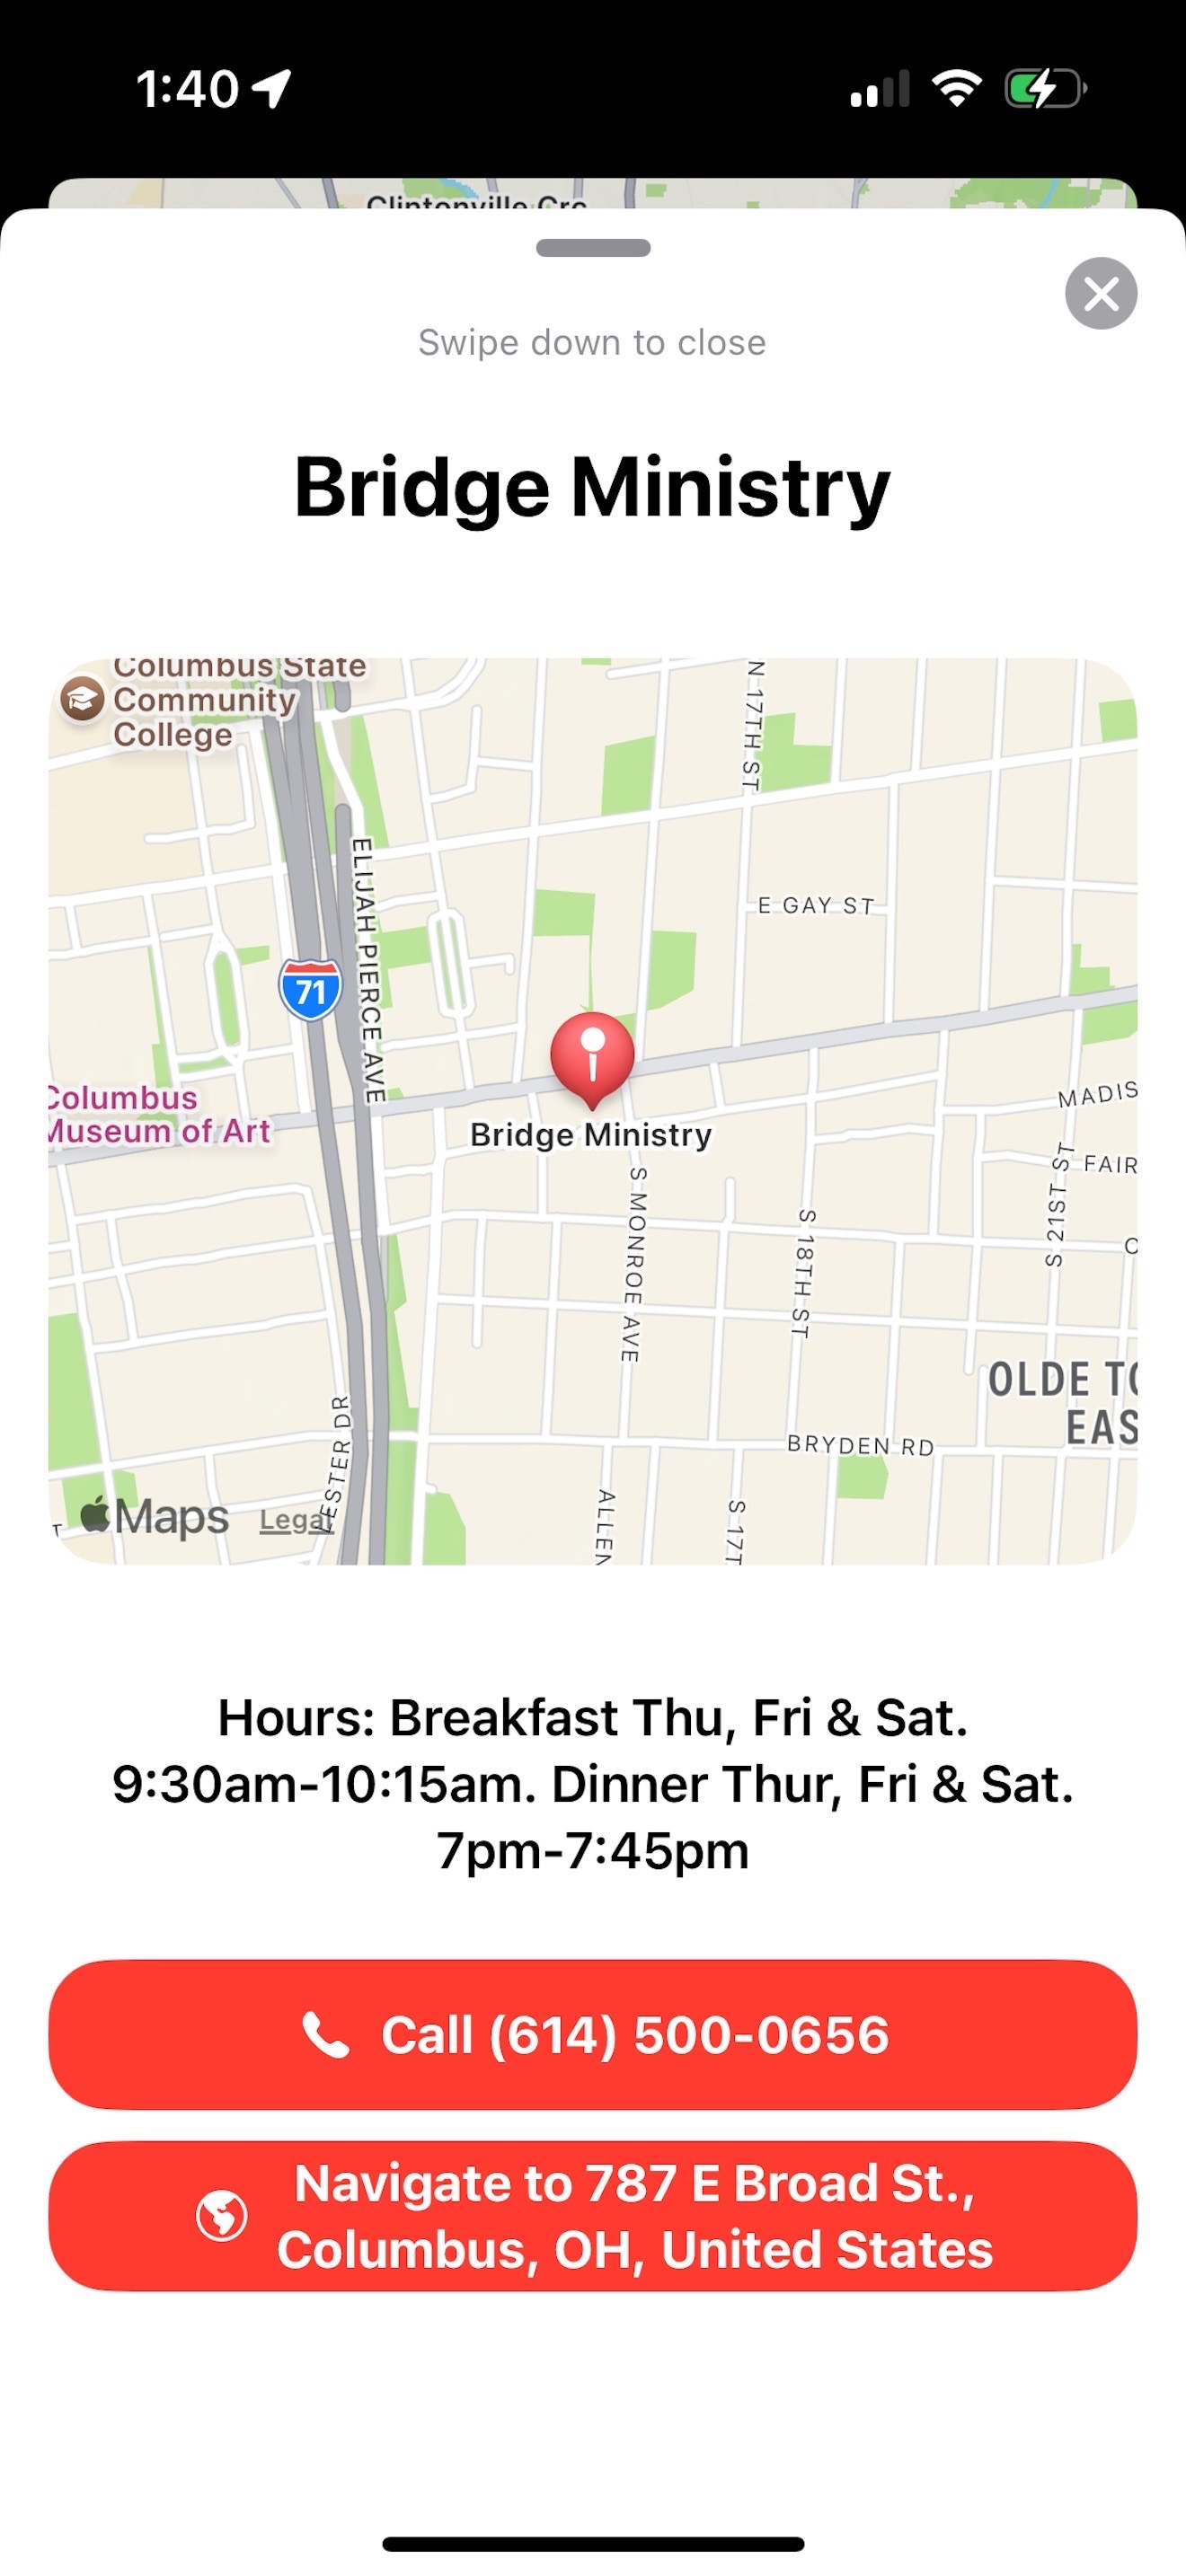 1:40
Clintonville Crc
Swipe down to close
Bridge Ministry
Columbus State
Community
College
N 17TH ST
ELIJAH PIERCE AVE
E GAY ST
71
Columbus
Museum of Art
Bridge Ministry
MADIS
FAIR
S 21ST ST
S MONROE AVE
S 18TH ST
OLDE TO
EAS
BRYDEN RD
LESTER DR
ALLEN
S 17T
Maps
Legal
Hours: Breakfast Thu, Fri & Sat.
9:30am-10:15am. Dinner Thur, Fri & Sat.
7pm-7:45pm
Call (614) 500-0656
Navigate to 787 E Broad St.,
Columbus, OH, United States